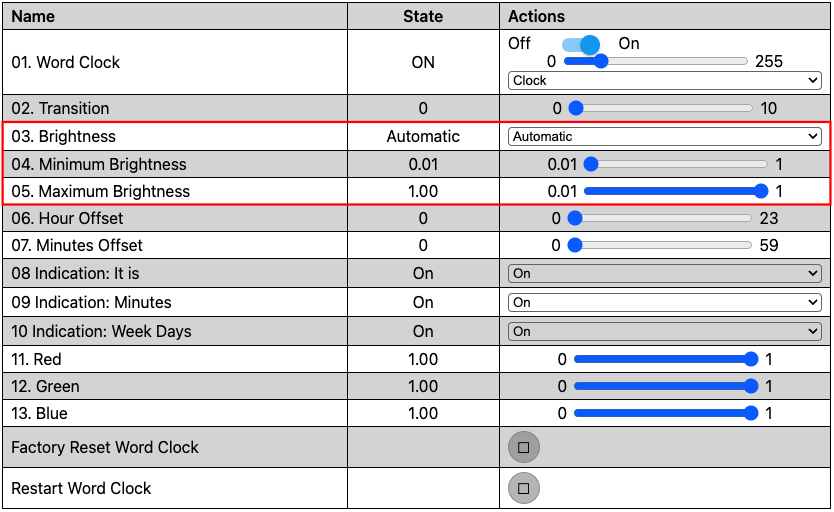 Name State Actions
01. Word Clock ON Off On
0 255
Clock
02. Transition 0 0 10
03. Brightness Automatic Automatic
04. Minimum Brightness 0.01 0.01 1
05. Maximum Brightness 1.00 0.01 1
06. Hour Offset 0 0 23
07. Minutes Offset 0 0 59
08 Indication: It is On On
09 Indication: Minutes On On
10 Indication: Week Days On On
11. Red 1.00 0 1
12. Green 1.00 0 1
13. Blue 1.00 0 1
Factory Reset Word Clock
Restart Word Clock